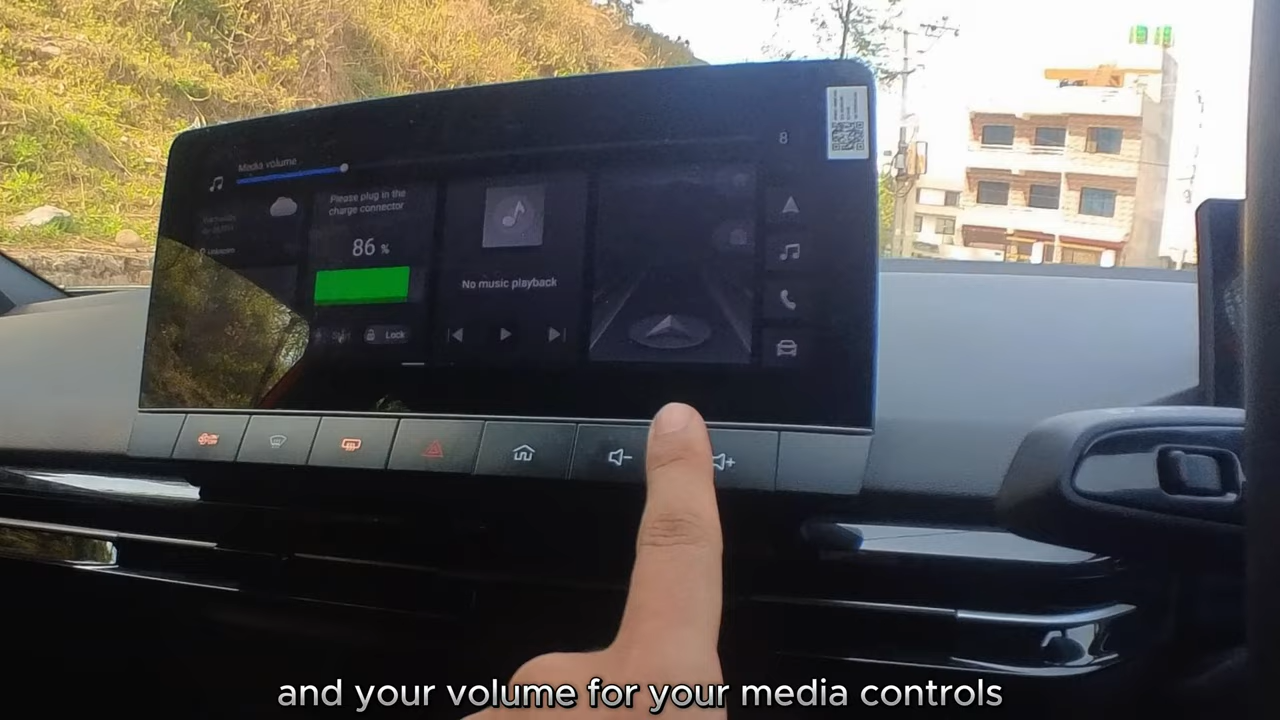 8
Media volume
Please plug in the
charge connector
86 %
Unknown
No music playback
Lock
and your volume for your media controls